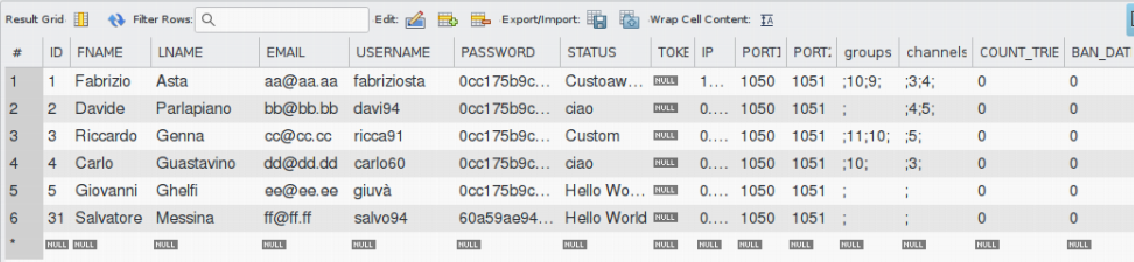 Result Grid Filter Rows: Edit: Export/Import: Wrap Cell Content: IA
# ID FNAME LNAME EMAIL USERNAME PASSWORD STATUS TOKE IP PORT1 PORT2 groups channels COUNT_TRIE BAN_DAT
1 1 Fabrizio Asta aa@aa.aa fabriziosta 0cc175b9c... Custoaw... NULL 1... 1050 1051 ;10;9; ;3;4; 0 0
2 2 Davide Parlapiano bb@bb.bb davi94 0cc175b9c... ciao NULL 0.... 1050 1051 ; ;4;5; 0 0
3 3 Riccardo Genna cc@cc.cc ricca91 0cc175b9c... Custom NULL 0.... 1050 1051 ;11;10; ;5; 0 0
4 4 Carlo Guastavino dd@dd.dd carlo60 0cc175b9c... ciao NULL 0.... 1050 1051 ;10; ;3; 0 0
5 5 Giovanni Ghelfi ee@ee.ee giuvà 0cc175b9c... Hello Wo... NULL 0.... 1050 1051 ; ; 0 0
6 31 Salvatore Messina ff@ff.ff salvo94 60a59ae94... Hello World NULL 0.... 1050 1051 ; ; 0 0
* NULL NULL NULL NULL NULL NULL NULL NULL NULL NULL NULL NULL NULL NULL NULL